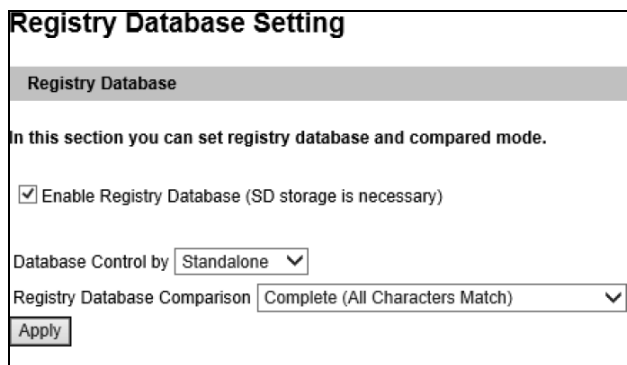 Registry Database Setting
Registry Database
In this section you can set registry database and compared mode.
Enable Registry Database (SD storage is necessary)
Database Control by Standalone
Registry Database Comparison Complete (All Characters Match)
Apply